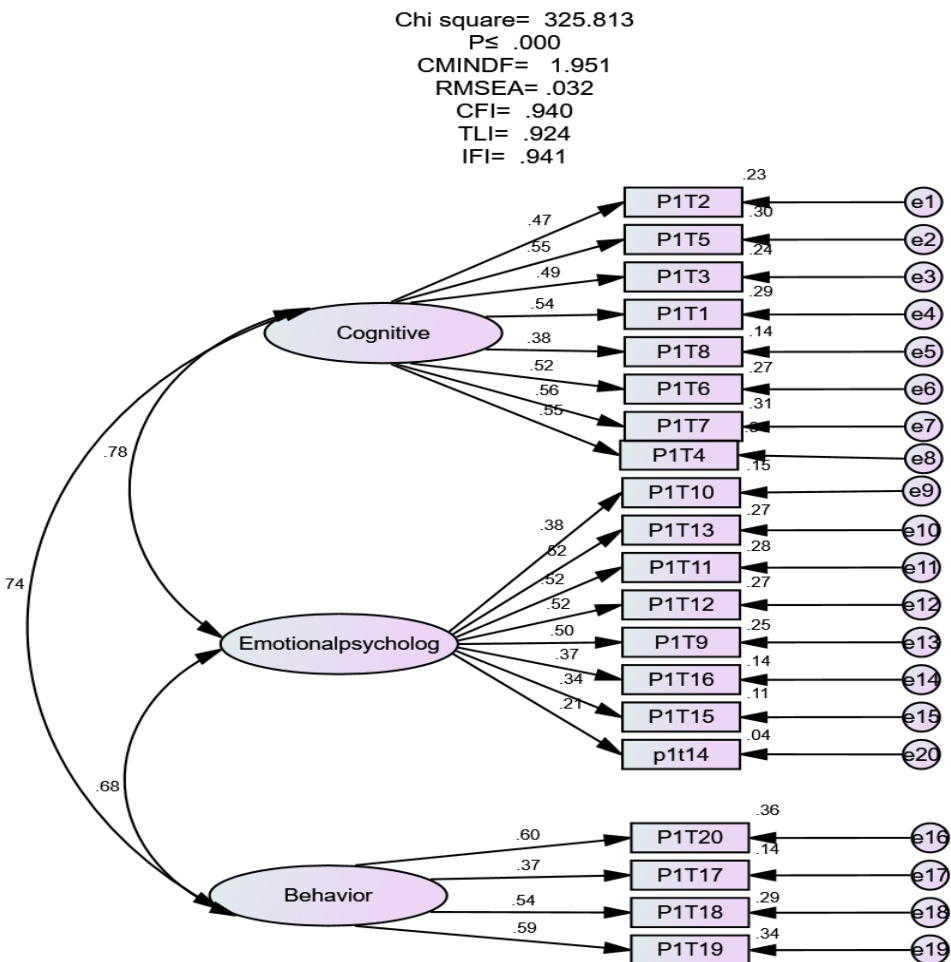 Chi square= 325.813
P≤ .000
CMINDF= 1.951
RMSEA= .032
CFI= .940
TLI= .924
IFI= .941
.23
.47 P1T2 e1
.30
.55 P1T5 e2
.24
.49 P1T3 e3
.29
.54 P1T1 e4
.14
Cognitive .38 P1T8 e5
.27
.52 P1T6 e6
.31
.56 P1T7 e7
.55 P1T4 e8
.78
.15
P1T10 e9
.27
.38 P1T13 e10
.28
.52 P1T11 e11
.27
.52 P1T12 e12
74
.25
Emotionalpsycholog .52 .50 P1T9 e13
.14
.37 P1T16 e14
.11
.34 P1T15 e15
.04
.21 p1t14 e20
.68
.36
.60 P1T20 e16
.14
.37 P1T17 e17
.29
Behavior .54 P1T18 e18
.34
.59 P1T19 e19